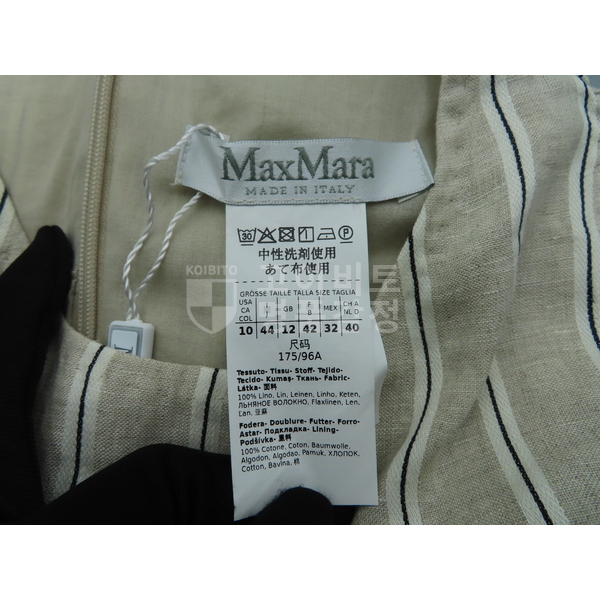 MaxMara
MADE IN ITALY
30
P
中性洗剤使用
あて布使用
KOIBITO
GRÖSSE TAILLE TALLA SIZE TAGLIA
USA CA COL
I
GB
F B
MEX
CH A NL D
10 44 12 42 32 40
尺码
175/96A
Tessuto- Tissu- Stoff- Tejido-
Tecido- Kumaş- Ткань- Fabric-
Látka- 面料
100% Lino, Lin, Leinen, Linho, Keten,
ЛЬНЯНОЕ ВОЛОКНО, Flaxlinen, Len,
Ľan, 亚麻
Fodera- Doublure- Futter- Forro-
Astar- Подкладка- Lining-
Podšívka- 里料
100% Cotone, Coton, Baumwolle,
Algodon, Algodao, Pamuk, ХЛОПОК,
Cotton, Bavlna, 棉